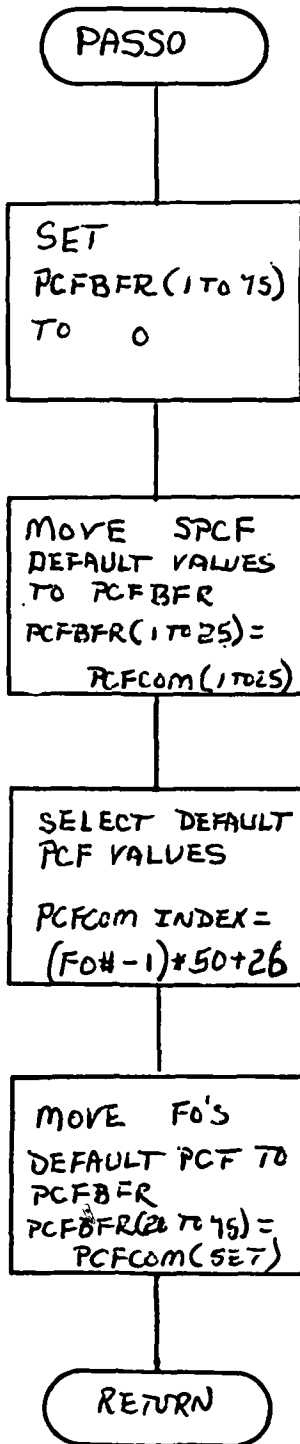 PASSO
SET
PCFBFR (1 TO 75)
TO 0
MOVE SPCF
DEFAULT VALUES
TO PCFBFR
PCFBFR (1 TO 25) =
PCFCOM (1 TO 25)
SELECT DEFAULT
PCF VALUES
PCFCOM INDEX =
(FO# - 1) * 50 + 26
MOVE FO'S
DEFAULT PCF TO
PCFBFR
PCFBFR (26 TO 75) =
PCFCOM (SET)
RETURN